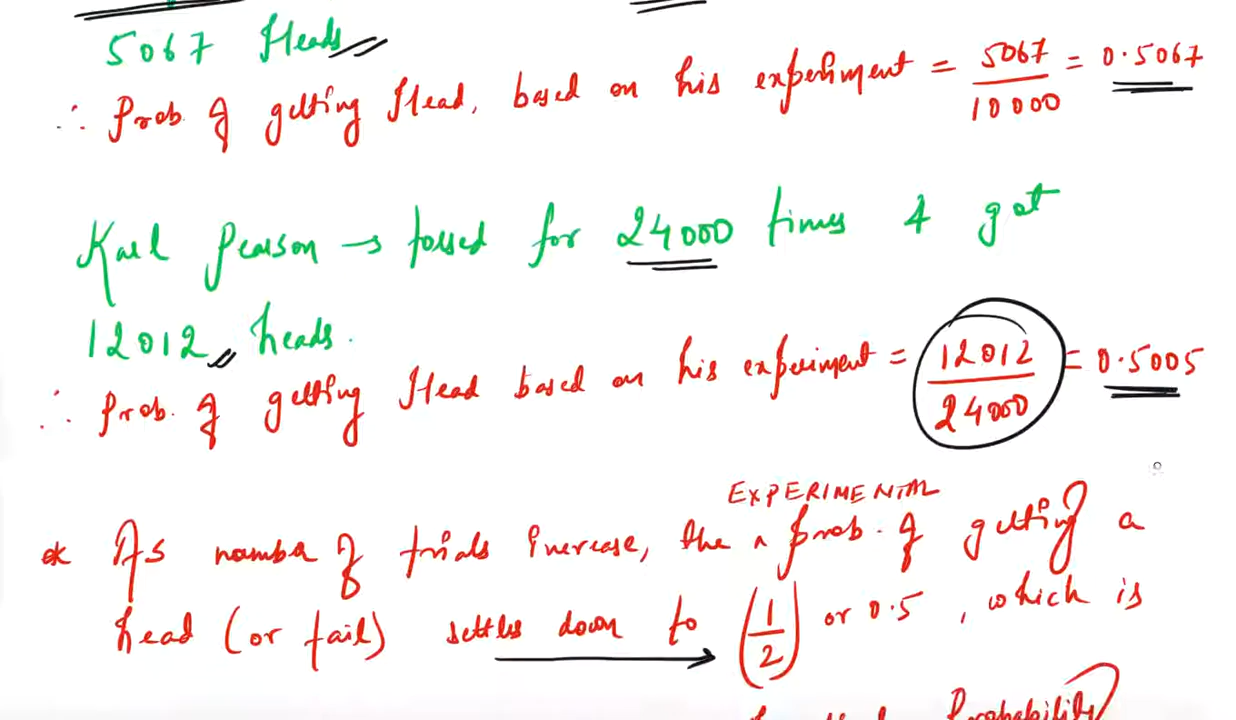 5067 Heads
∴ Prob. of getting Head, based on his experiment = 5067/10000 = 0.5067
Karl Pearson → tossed for 24000 times & got
12012 heads.
∴ Prob. of getting Head based on his experiment = 12012/24000 = 0.5005
EXPERIMENTAL
* As number of trials increase, the ^ prob. of getting a
head (or tail) settles down to (1/2) or 0.5, which is
Probability